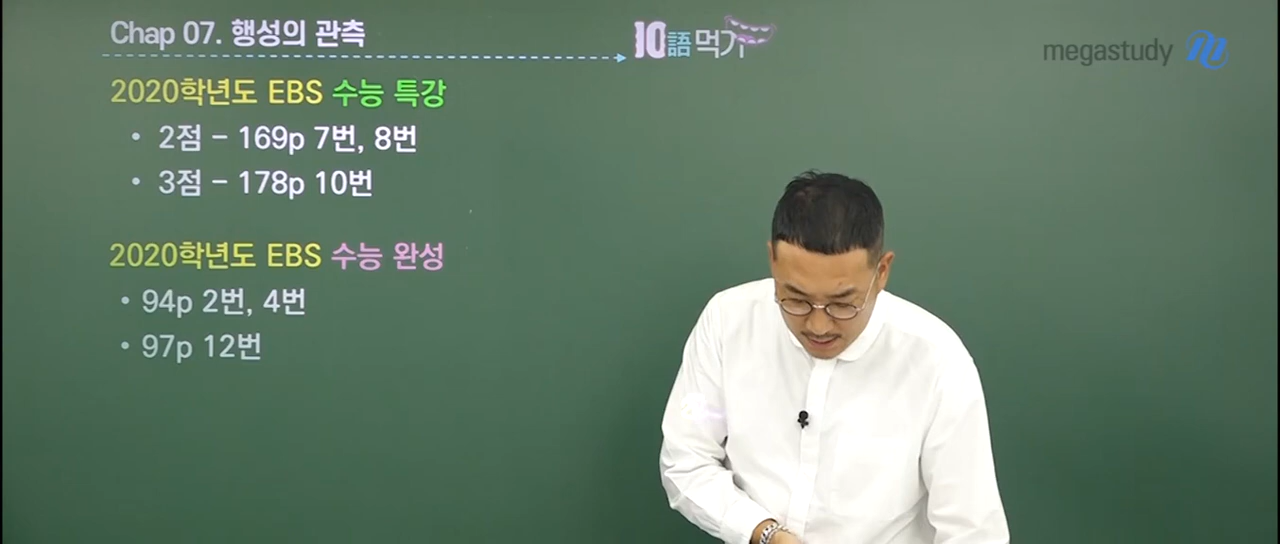 Chap 07. 행성의 관측
10語먹기
megastudy
2020학년도 EBS 수능 특강
• 2점 - 169p 7번, 8번
• 3점 - 178p 10번
2020학년도 EBS 수능 완성
• 94p 2번, 4번
• 97p 12번